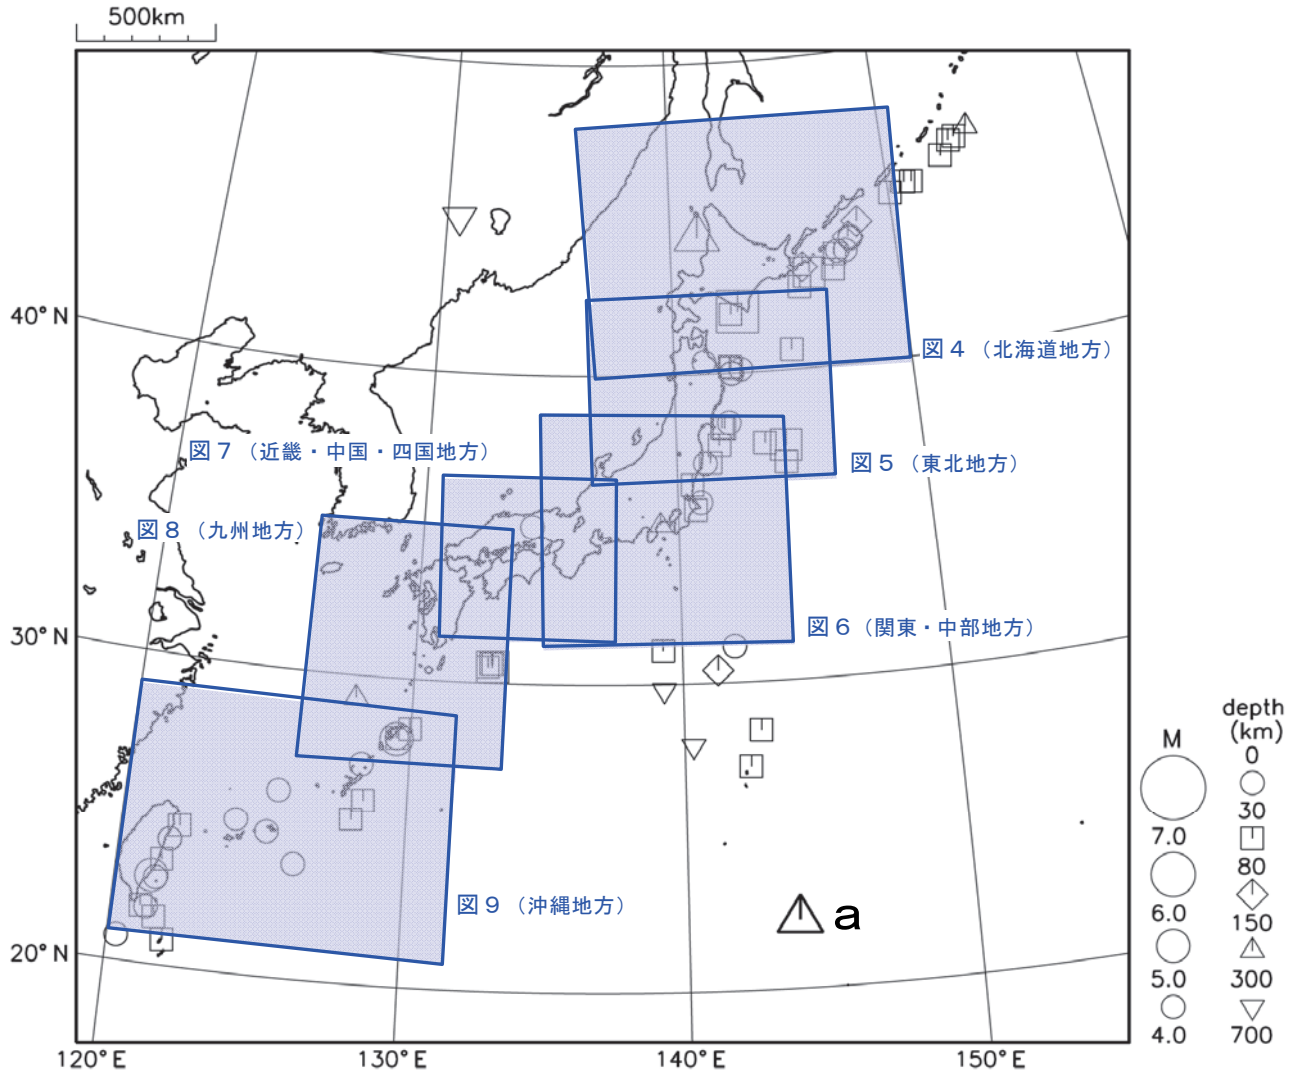 500km
40°N
図4（北海道地方）
図7（近畿・中国・四国地方）
図5（東北地方）
図8（九州地方）
30°N
図6（関東・中部地方）
図9（沖縄地方）
a
20°N
120°E
130°E
140°E
150°E
M
7.0
6.0
5.0
4.0
depth
(km)
0
30
80
150
300
700